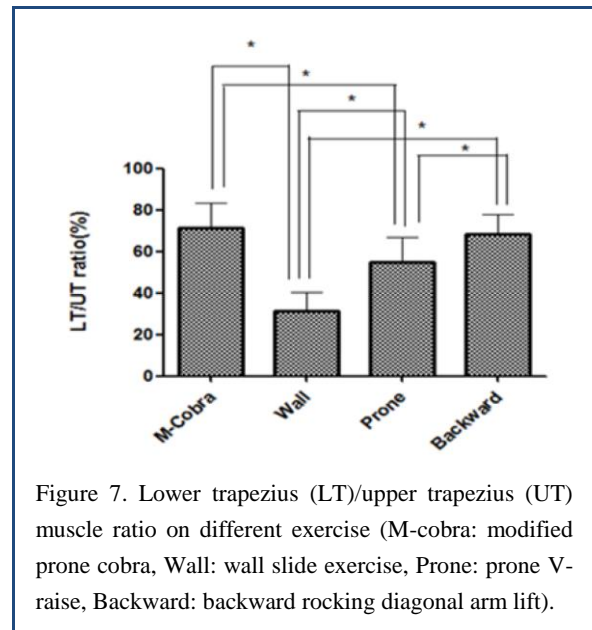 *
*
*
*
*
LT/UT ratio(%)
100
80
60
40
20
0
M-Cobra
Wall
Prone
Backward
Figure 7. Lower trapezius (LT)/upper trapezius (UT)
muscle ratio on different exercise (M-cobra: modified
prone cobra, Wall: wall slide exercise, Prone: prone V-
raise, Backward: backward rocking diagonal arm lift).